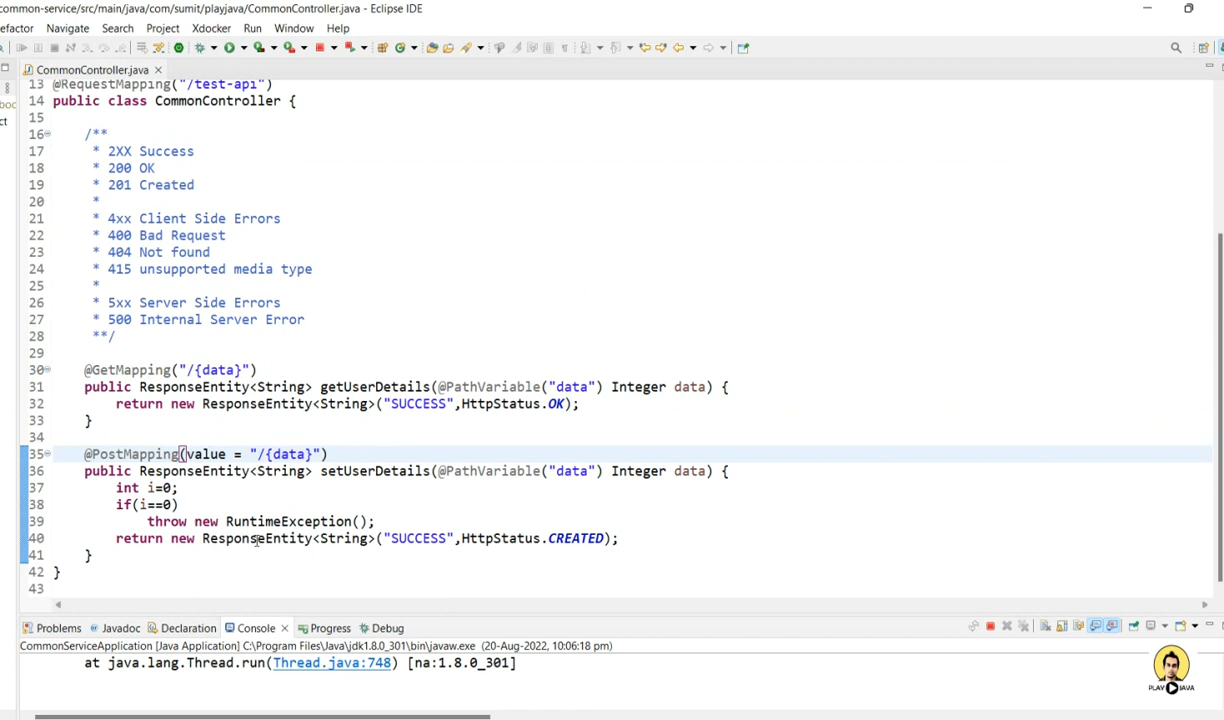 common-service/src/main/java/com/sumit/playjava/CommonController.java - Eclipse IDE
efactor Navigate Search Project Xdocker Run Window Help
CommonController.java
13 @RequestMapping("/test-api")
14 public class CommonController {
15
16 /**
17 * 2XX Success
18 * 200 OK
19 * 201 Created
20 *
21 * 4xx Client Side Errors
22 * 400 Bad Request
23 * 404 Not found
24 * 415 unsupported media type
25 *
26 * 5xx Server Side Errors
27 * 500 Internal Server Error
28 **/
29
30 @GetMapping("/{data}")
31 public ResponseEntity<String> getUserDetails(@PathVariable("data") Integer data) {
32 return new ResponseEntity<String>("SUCCESS",HttpStatus.OK);
33 }
34
35 @PostMapping(value = "/{data}")
36 public ResponseEntity<String> setUserDetails(@PathVariable("data") Integer data) {
37 int i=0;
38 if(i==0)
39 throw new RuntimeException();
40 return new ResponseEntity<String>("SUCCESS",HttpStatus.CREATED);
41 }
42 }
43
Problems Javadoc Declaration Console Progress Debug
CommonServiceApplication [Java Application] C:\Program Files\Java\jdk1.8.0_301\bin\javaw.exe (20-Aug-2022, 10:06:18 pm)
at java.lang.Thread.run(Thread.java:748) [na:1.8.0_301]
PLAY JAVA